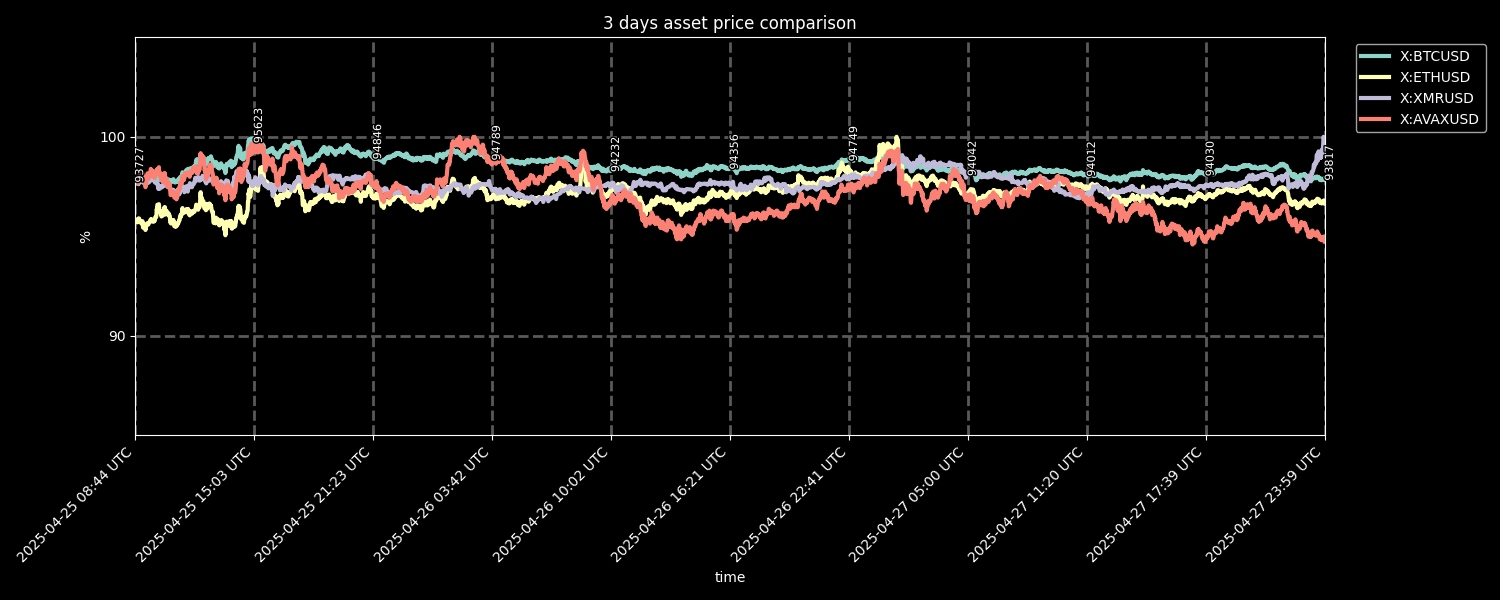 3 days asset price comparison
X:BTCUSD
X:ETHUSD
X:XMRUSD
X:AVAXUSD
100
90
%
93727
95623
94846
94789
94232
94356
94749
94042
94012
94030
93817
2025-04-25 08:44 UTC
2025-04-25 15:03 UTC
2025-04-25 21:23 UTC
2025-04-26 03:42 UTC
2025-04-26 10:02 UTC
2025-04-26 16:21 UTC
2025-04-26 22:41 UTC
2025-04-27 05:00 UTC
2025-04-27 11:20 UTC
2025-04-27 17:39 UTC
2025-04-27 23:59 UTC
time